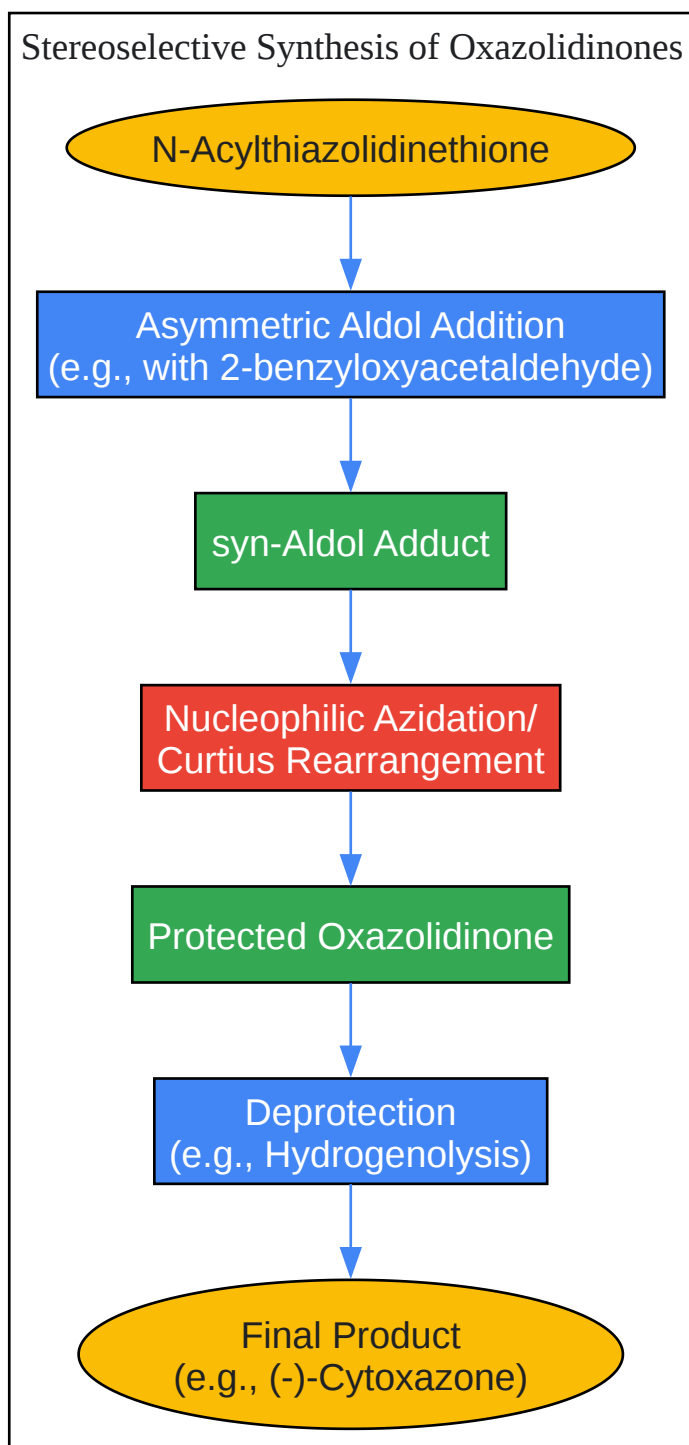 Stereoselective Synthesis of Oxazolidinones
N-Acylthiazolidinethione
Asymmetric Aldol Addition
(e.g., with 2-benzyloxyacetaldehyde)
syn-Aldol Adduct
Nucleophilic Azidation/
Curtius Rearrangement
Protected Oxazolidinone
Deprotection
(e.g., Hydrogenolysis)
Final Product
(e.g., (-)-Cytoxazone)